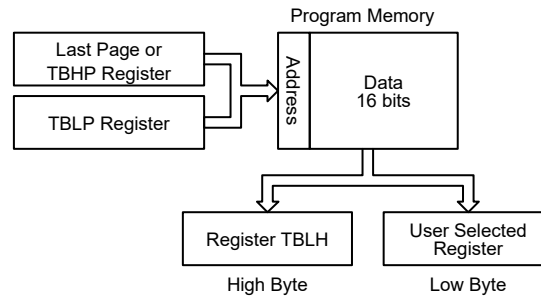 Program Memory
Last Page or
TBHP Register
TBLP Register
Address
Data
16 bits
Register TBLH
User Selected
Register
High Byte
Low Byte